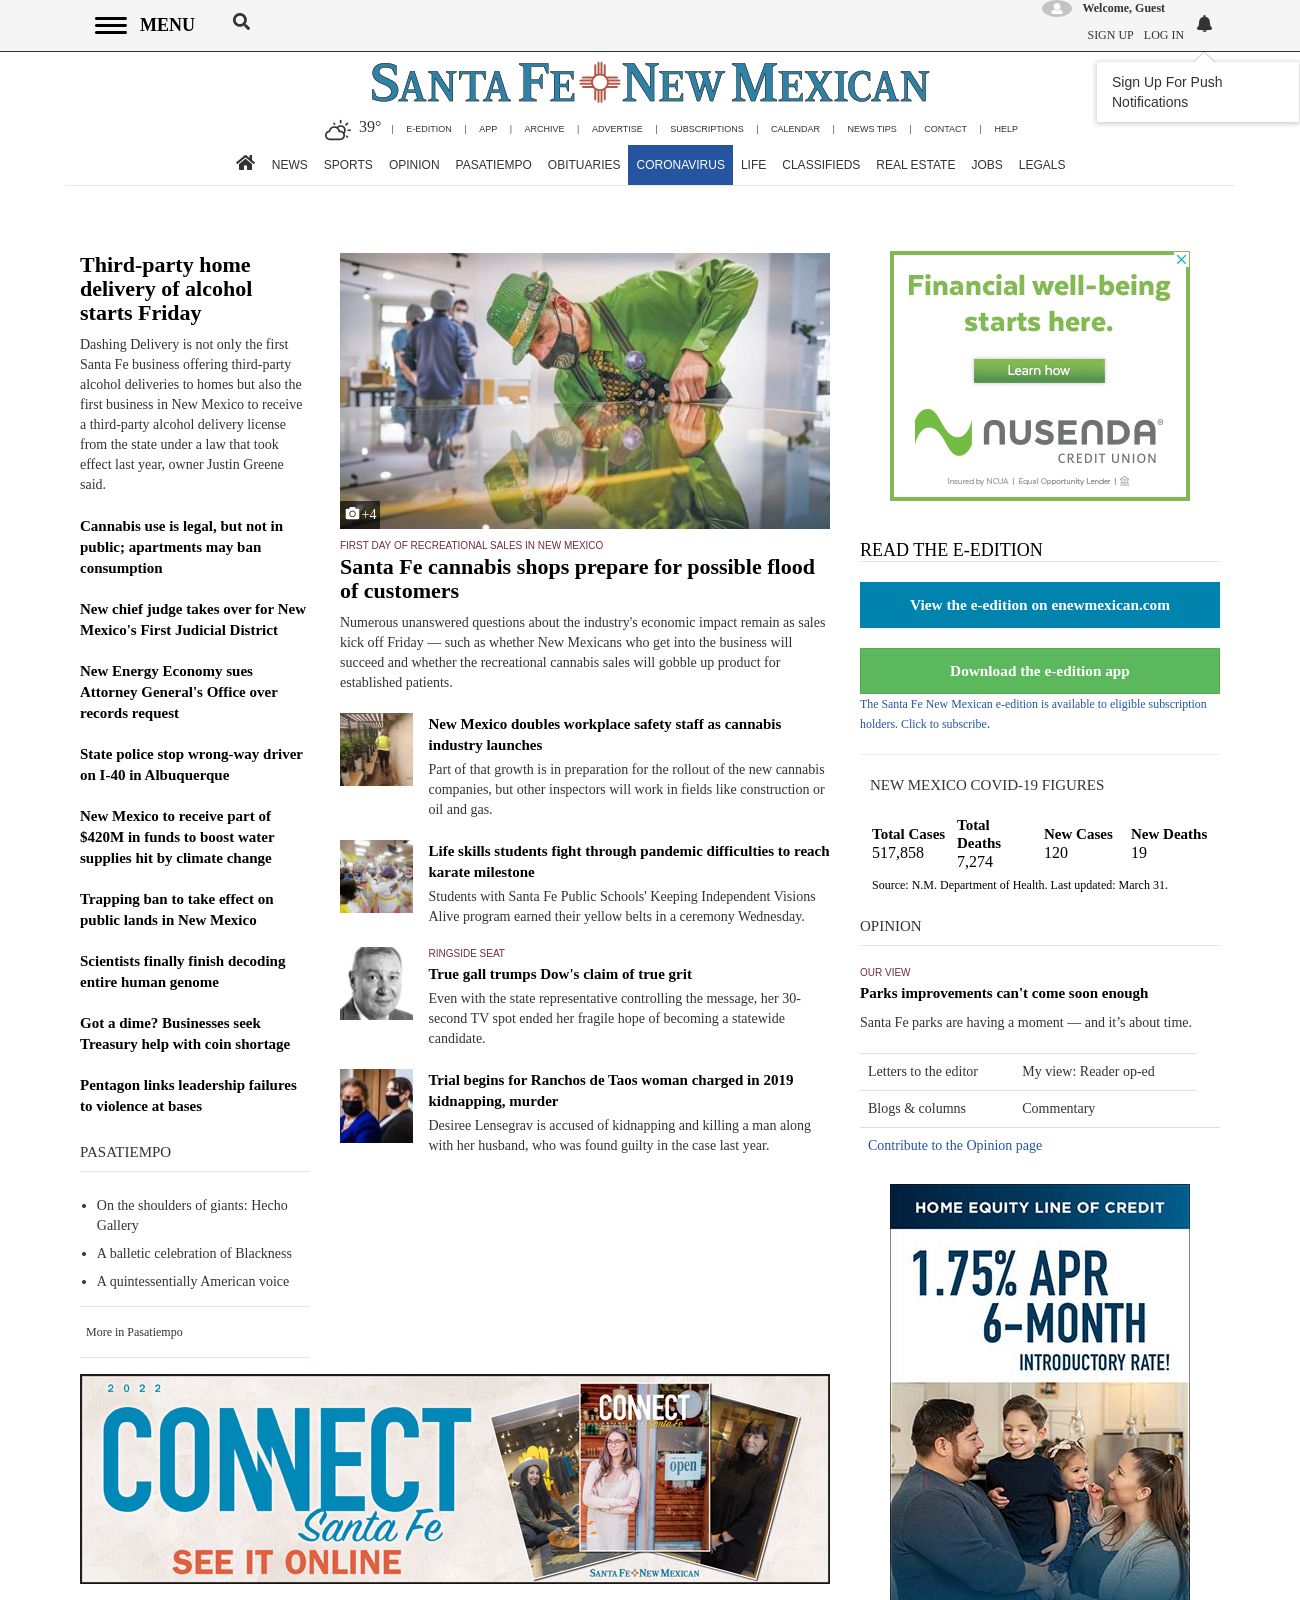 MENU
Welcome, Guest
SIGN UP LOG IN
Sign Up For Push
Notifications
SANTA FE NEW MEXICAN
39° | E-EDITION | APP | ARCHIVE | ADVERTISE | SUBSCRIPTIONS | CALENDAR | NEWS TIPS | CONTACT | HELP
NEWS SPORTS OPINION PASATIEMPO OBITUARIES CORONAVIRUS LIFE CLASSIFIEDS REAL ESTATE JOBS LEGALS
Third-party home
delivery of alcohol
starts Friday
Dashing Delivery is not only the first
Santa Fe business offering third-party
alcohol deliveries to homes but also the
first business in New Mexico to receive
a third-party alcohol delivery license
from the state under a law that took
effect last year, owner Justin Greene
said.
Cannabis use is legal, but not in
public; apartments may ban
consumption
New chief judge takes over for New
Mexico's First Judicial District
New Energy Economy sues
Attorney General's Office over
records request
State police stop wrong-way driver
on I-40 in Albuquerque
New Mexico to receive part of
$420M in funds to boost water
supplies hit by climate change
Trapping ban to take effect on
public lands in New Mexico
Scientists finally finish decoding
entire human genome
Got a dime? Businesses seek
Treasury help with coin shortage
Pentagon links leadership failures
to violence at bases
PASATIEMPO
• On the shoulders of giants: Hecho
Gallery
• A balletic celebration of Blackness
• A quintessentially American voice
More in Pasatiempo
+4
FIRST DAY OF RECREATIONAL SALES IN NEW MEXICO
Santa Fe cannabis shops prepare for possible flood
of customers
Numerous unanswered questions about the industry's economic impact remain as sales
kick off Friday — such as whether New Mexicans who get into the business will
succeed and whether the recreational cannabis sales will gobble up product for
established patients.
New Mexico doubles workplace safety staff as cannabis
industry launches
Part of that growth is in preparation for the rollout of the new cannabis
companies, but other inspectors will work in fields like construction or
oil and gas.
Life skills students fight through pandemic difficulties to reach
karate milestone
Students with Santa Fe Public Schools' Keeping Independent Visions
Alive program earned their yellow belts in a ceremony Wednesday.
RINGSIDE SEAT
True gall trumps Dow's claim of true grit
Even with the state representative controlling the message, her 30-
second TV spot ended her fragile hope of becoming a statewide
candidate.
Trial begins for Ranchos de Taos woman charged in 2019
kidnapping, murder
Desiree Lensegrav is accused of kidnapping and killing a man along
with her husband, who was found guilty in the case last year.
Financial well-being
starts here.
Learn how
NUSENDA®
CREDIT UNION
Insured by NCUA | Equal Opportunity Lender |
READ THE E-EDITION
View the e-edition on enewmexican.com
Download the e-edition app
The Santa Fe New Mexican e-edition is available to eligible subscription
holders. Click to subscribe.
NEW MEXICO COVID-19 FIGURES
Total Cases Total Deaths New Cases New Deaths
517,858 7,274 120 19
Source: N.M. Department of Health. Last updated: March 31.
OPINION
OUR VIEW
Parks improvements can't come soon enough
Santa Fe parks are having a moment — and it’s about time.
Letters to the editor My view: Reader op-ed
Blogs & columns Commentary
Contribute to the Opinion page
HOME EQUITY LINE OF CREDIT
1.75% APR
6-MONTH
INTRODUCTORY RATE!
2022
CONNECT
Santa Fe
SEE IT ONLINE
CONNECT
Santa Fe
open
SANTA FE NEW MEXICAN